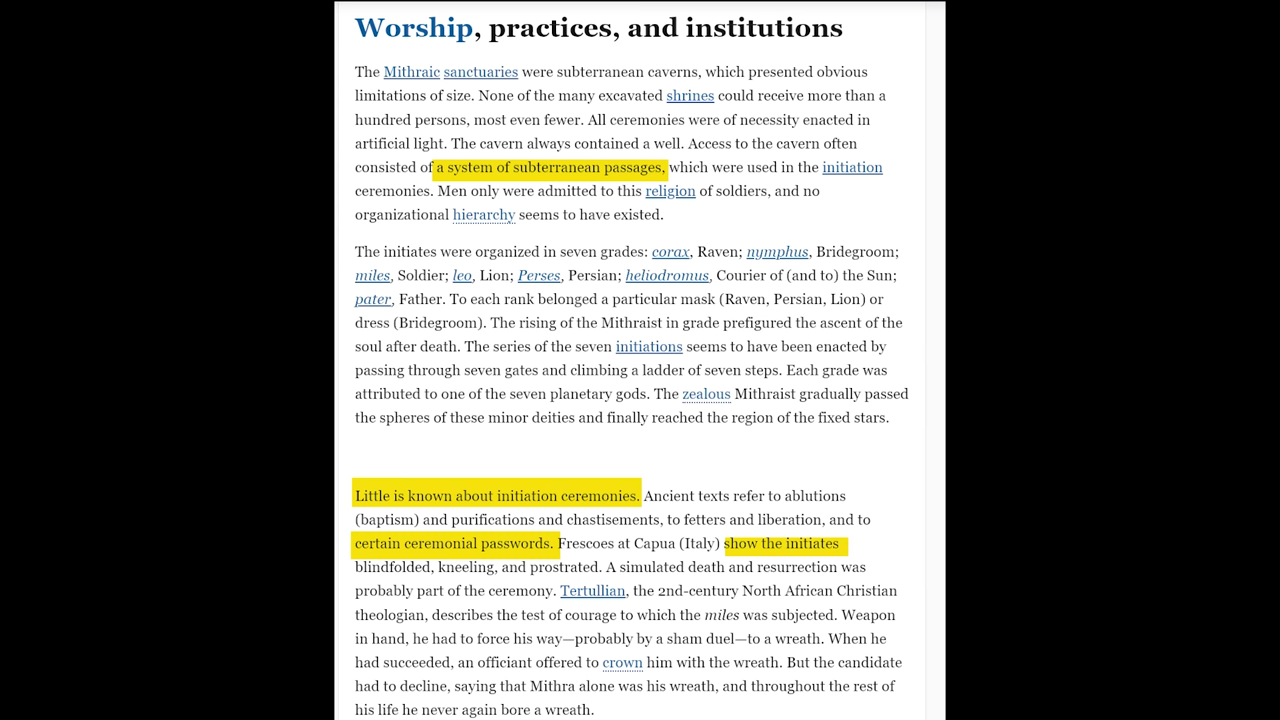 Worship, practices, and institutions
The Mithraic sanctuaries were subterranean caverns, which presented obvious
limitations of size. None of the many excavated shrines could receive more than a
hundred persons, most even fewer. All ceremonies were of necessity enacted in
artificial light. The cavern always contained a well. Access to the cavern often
consisted of a system of subterranean passages, which were used in the initiation
ceremonies. Men only were admitted to this religion of soldiers, and no
organizational hierarchy seems to have existed.
The initiates were organized in seven grades: corax, Raven; nymphus, Bridegroom;
miles, Soldier; leo, Lion; Perses, Persian; heliodromus, Courier of (and to) the Sun;
pater, Father. To each rank belonged a particular mask (Raven, Persian, Lion) or
dress (Bridegroom). The rising of the Mithraist in grade prefigured the ascent of the
soul after death. The series of the seven initiations seems to have been enacted by
passing through seven gates and climbing a ladder of seven steps. Each grade was
attributed to one of the seven planetary gods. The zealous Mithraist gradually passed
the spheres of these minor deities and finally reached the region of the fixed stars.
Little is known about initiation ceremonies. Ancient texts refer to ablutions
(baptism) and purifications and chastisements, to fetters and liberation, and to
certain ceremonial passwords. Frescoes at Capua (Italy) show the initiates
blindfolded, kneeling, and prostrated. A simulated death and resurrection was
probably part of the ceremony. Tertullian, the 2nd-century North African Christian
theologian, describes the test of courage to which the miles was subjected. Weapon
in hand, he had to force his way—probably by a sham duel—to a wreath. When he
had succeeded, an officiant offered to crown him with the wreath. But the candidate
had to decline, saying that Mithra alone was his wreath, and throughout the rest of
his life he never again bore a wreath.